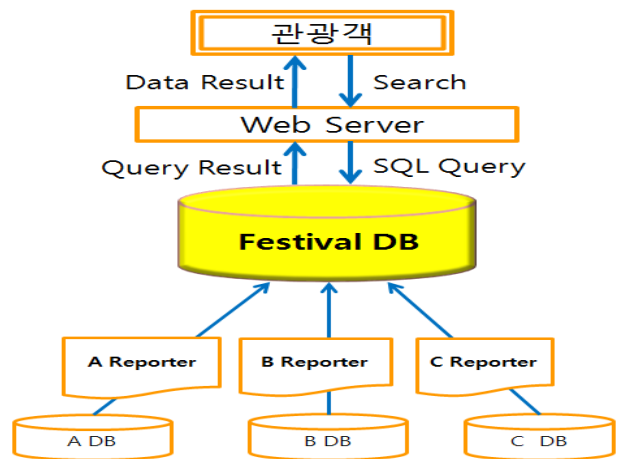 관광객
Data Result
Search
Web Server
Query Result
SQL Query
Festival DB
A Reporter
B Reporter
C Reporter
A DB
B DB
C DB